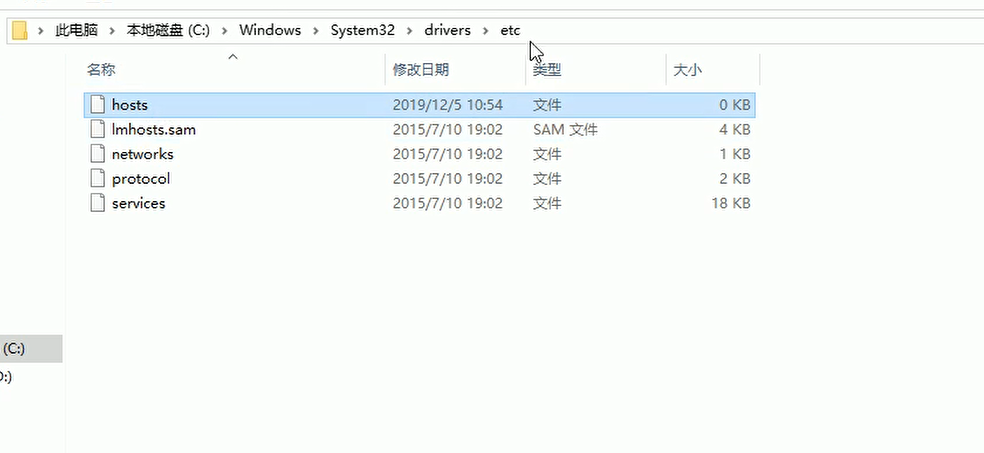 此电脑 > 本地磁盘 (C:) > Windows > System32 > drivers > etc
名称 修改日期 类型 大小
hosts 2019/12/5 10:54 文件 0 KB
lmhosts.sam 2015/7/10 19:02 SAM 文件 4 KB
networks 2015/7/10 19:02 文件 1 KB
protocol 2015/7/10 19:02 文件 2 KB
services 2015/7/10 19:02 文件 18 KB
(C:)
:)